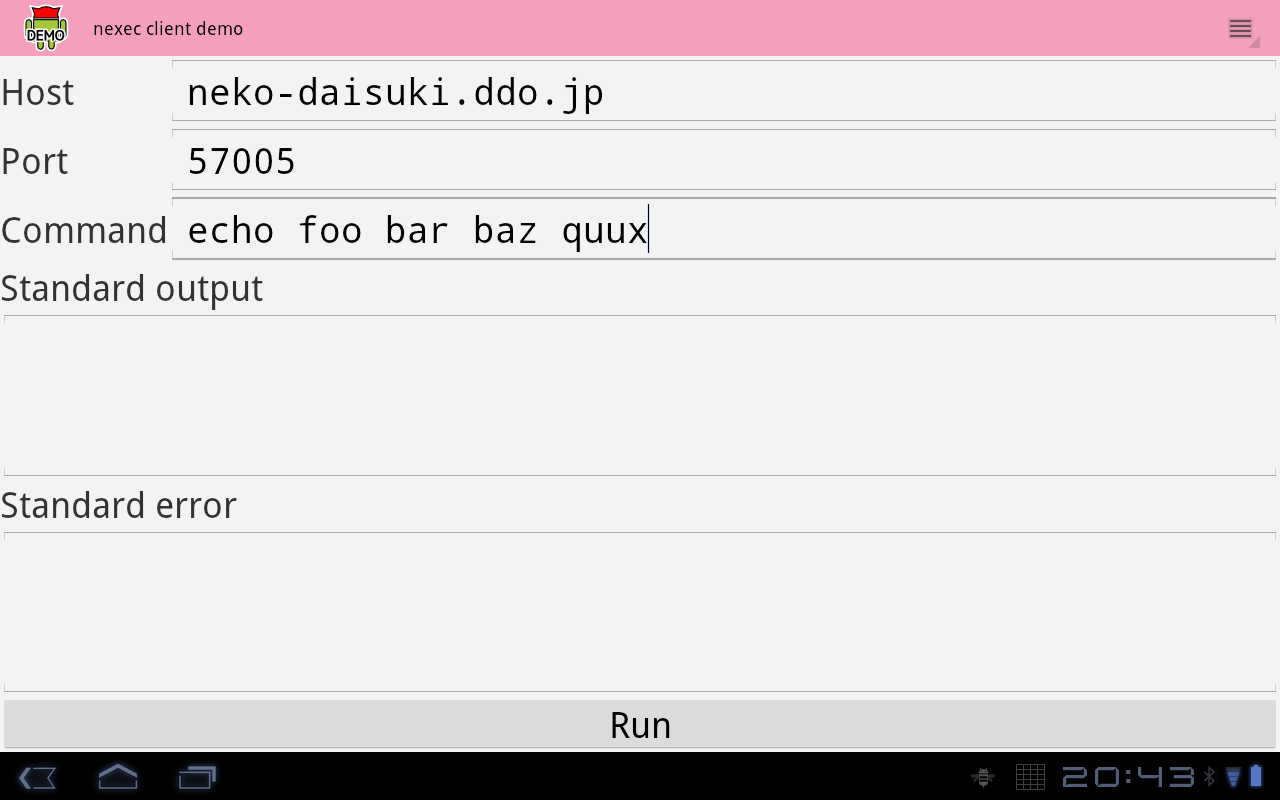 DEMO nexec client demo
Host neko-daisuki.ddo.jp
Port 57005
Command echo foo bar baz quux
Standard output
Standard error
Run
20:43